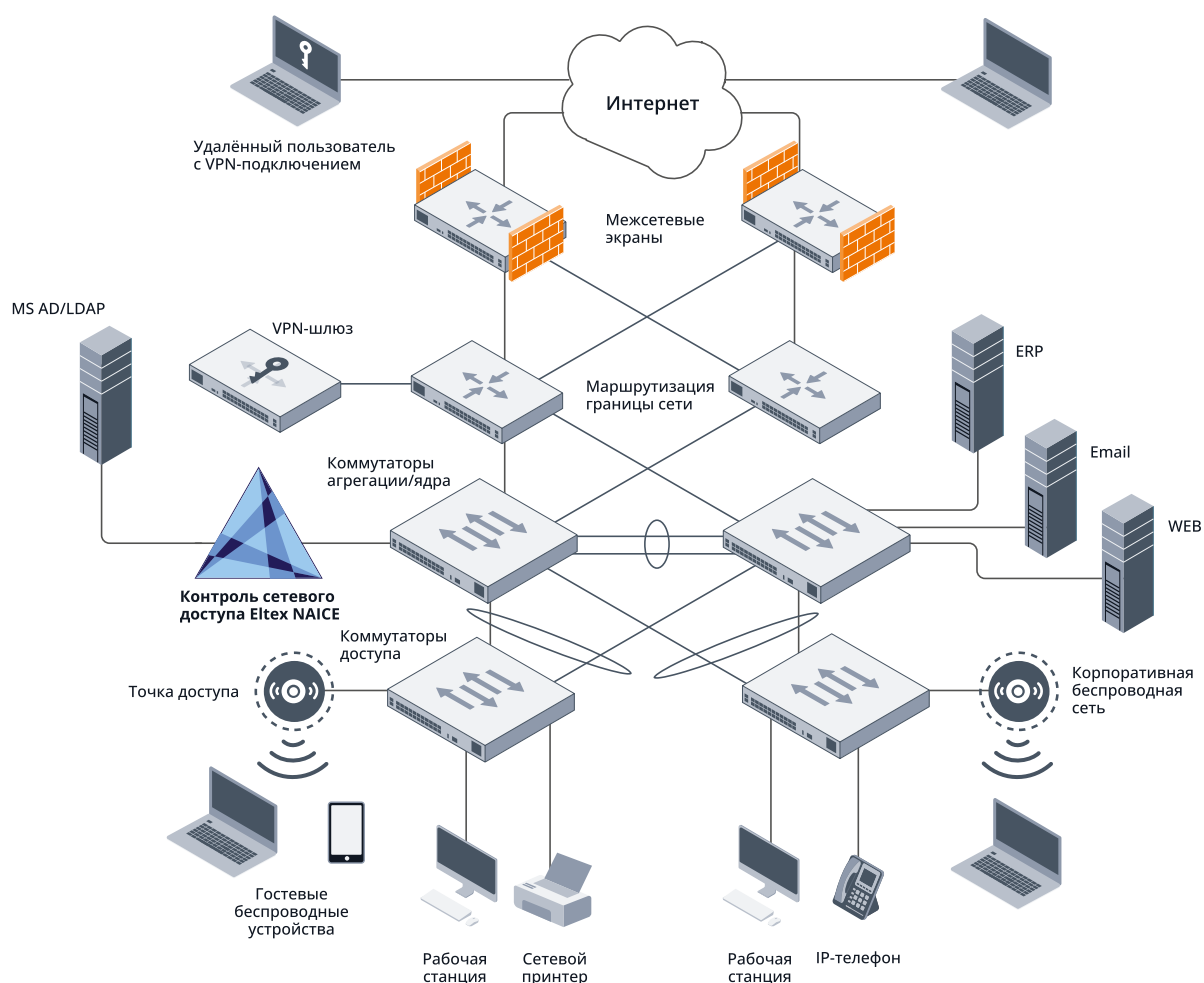 Интернет
Удалённый пользователь
с VPN-подключением
Межсетевые
экраны
MS AD/LDAP
VPN-шлюз
ERP
Маршрутизация
границы сети
Email
Коммутаторы
агрегации/ядра
WEB
Контроль сетевого
доступа Eltex NAICE
Коммутаторы
доступа
Точка доступа
Корпоративная
беспроводная
сеть
Гостевые
беспроводные
устройства
Рабочая
станция
Сетевой
принтер
Рабочая
станция
IP-телефон